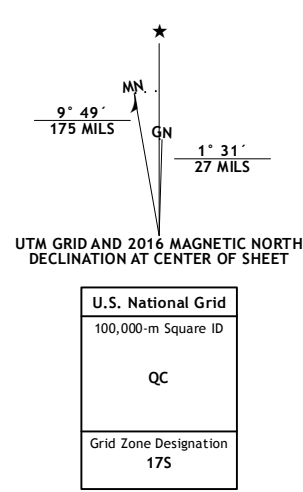 ★
MN
9° 49´
175 MILS
GN
1° 31´
27 MILS
UTM GRID AND 2016 MAGNETIC NORTH
DECLINATION AT CENTER OF SHEET
U.S. National Grid
100,000-m Square ID
QC
Grid Zone Designation
17S